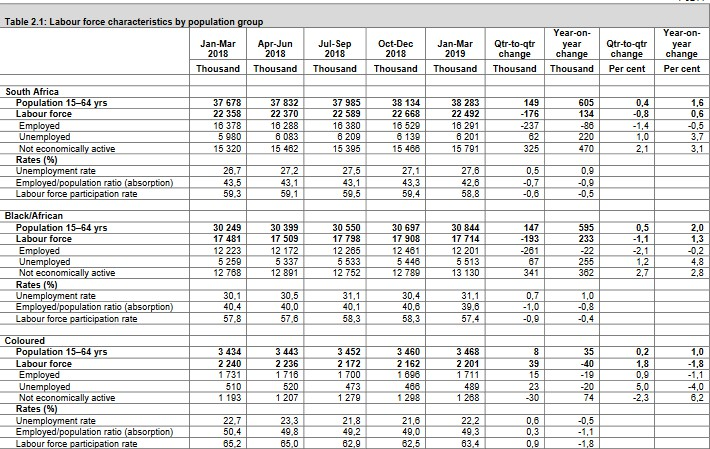 Table 2.1: Labour force characteristics by population group
Jan-Mar 2018 Apr-Jun 2018 Jul-Sep 2018 Oct-Dec 2018 Jan-Mar 2019 Qtr-to-qtr change Year-on-year change Qtr-to-qtr change Year-on-year change
Thousand Thousand Thousand Thousand Thousand Thousand Thousand Per cent Per cent
South Africa
Population 15–64 yrs 37 678 37 832 37 985 38 134 38 283 149 605 0,4 1,6
Labour force 22 358 22 370 22 589 22 668 22 492 -176 134 -0,8 0,6
Employed 16 378 16 288 16 380 16 529 16 291 -237 -86 -1,4 -0,5
Unemployed 5 980 6 083 6 209 6 139 6 201 62 220 1,0 3,7
Not economically active 15 320 15 462 15 395 15 466 15 791 325 470 2,1 3,1
Rates (%)
Unemployment rate 26,7 27,2 27,5 27,1 27,6 0,5 0,9
Employed/population ratio (absorption) 43,5 43,1 43,1 43,3 42,6 -0,7 -0,9
Labour force participation rate 59,3 59,1 59,5 59,4 58,8 -0,6 -0,5
Black/African
Population 15–64 yrs 30 249 30 399 30 550 30 697 30 844 147 595 0,5 2,0
Labour force 17 481 17 509 17 798 17 908 17 714 -193 233 -1,1 1,3
Employed 12 223 12 172 12 265 12 461 12 201 -261 -22 -2,1 -0,2
Unemployed 5 259 5 337 5 533 5 446 5 513 67 255 1,2 4,8
Not economically active 12 768 12 891 12 752 12 789 13 130 341 362 2,7 2,8
Rates (%)
Unemployment rate 30,1 30,5 31,1 30,4 31,1 0,7 1,0
Employed/population ratio (absorption) 40,4 40,0 40,1 40,6 39,6 -1,0 -0,8
Labour force participation rate 57,8 57,6 58,3 58,3 57,4 -0,9 -0,4
Coloured
Population 15–64 yrs 3 434 3 443 3 452 3 460 3 468 8 35 0,2 1,0
Labour force 2 240 2 236 2 172 2 162 2 201 39 -40 1,8 -1,8
Employed 1 731 1 716 1 700 1 696 1 711 15 -19 0,9 -1,1
Unemployed 510 520 473 466 489 23 -20 5,0 -4,0
Not economically active 1 193 1 207 1 279 1 298 1 268 -30 74 -2,3 6,2
Rates (%)
Unemployment rate 22,7 23,3 21,8 21,6 22,2 0,6 -0,5
Employed/population ratio (absorption) 50,4 49,8 49,2 49,0 49,3 0,3 -1,1
Labour force participation rate 65,2 65,0 62,9 62,5 63,4 0,9 -1,8